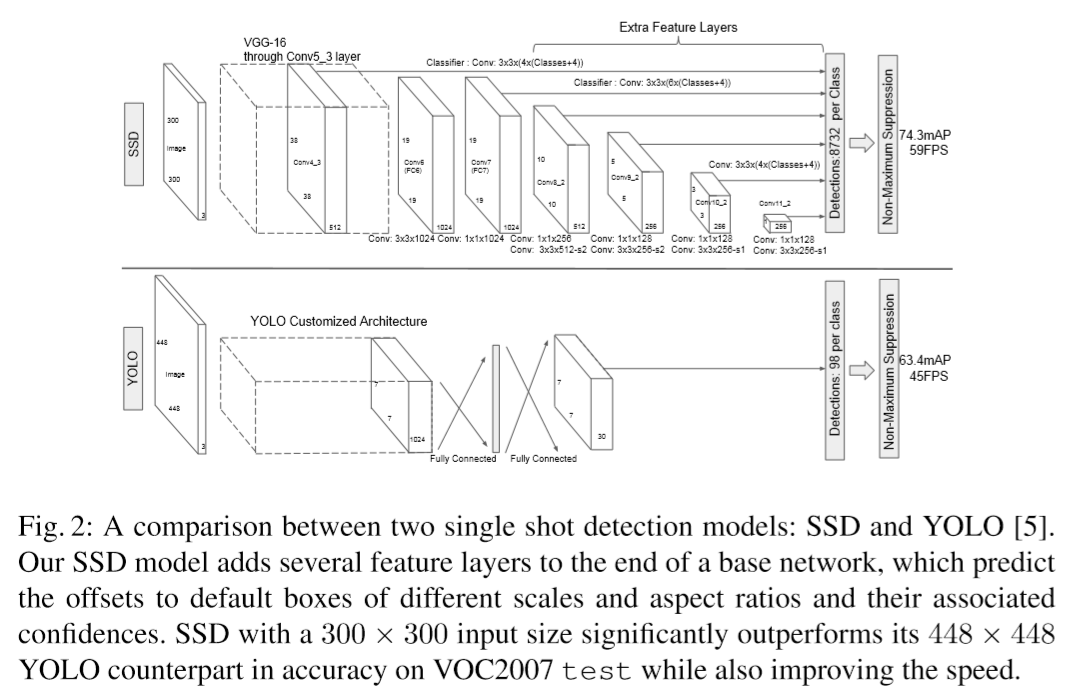 Extra Feature Layers
VGG-16
through Conv5_3 layer
Classifier : Conv: 3x3x(4x(Classes+4))
Classifier : Conv: 3x3x(6x(Classes+4))
SSD
300
Image
300
3
38
Conv4_3
38
512
19
Conv6
(FC6)
19
1024
19
Conv7
(FC7)
19
1024
10
Conv8_2
10
512
5
Conv9_2
5
256
Conv: 3x3x(4x(Classes+4))
3
Conv10_2
3
256
Conv11_2
1
256
Conv: 3x3x1024
Conv: 1x1x1024
Conv: 1x1x256
Conv: 3x3x512-s2
Conv: 1x1x128
Conv: 3x3x256-s2
Conv: 1x1x128
Conv: 3x3x256-s1
Conv: 1x1x128
Conv: 3x3x256-s1
Detections:8732 per Class
Non-Maximum Suppression
74.3mAP
59FPS
YOLO
448
Image
448
3
YOLO Customized Architecture
7
7
1024
Fully Connected
Fully Connected
7
7
30
Detections: 98 per class
Non-Maximum Suppression
63.4mAP
45FPS
Fig. 2: A comparison between two single shot detection models: SSD and YOLO [5].
Our SSD model adds several feature layers to the end of a base network, which predict
the offsets to default boxes of different scales and aspect ratios and their associated
confidences. SSD with a 300 × 300 input size significantly outperforms its 448 × 448
YOLO counterpart in accuracy on VOC2007 test while also improving the speed.